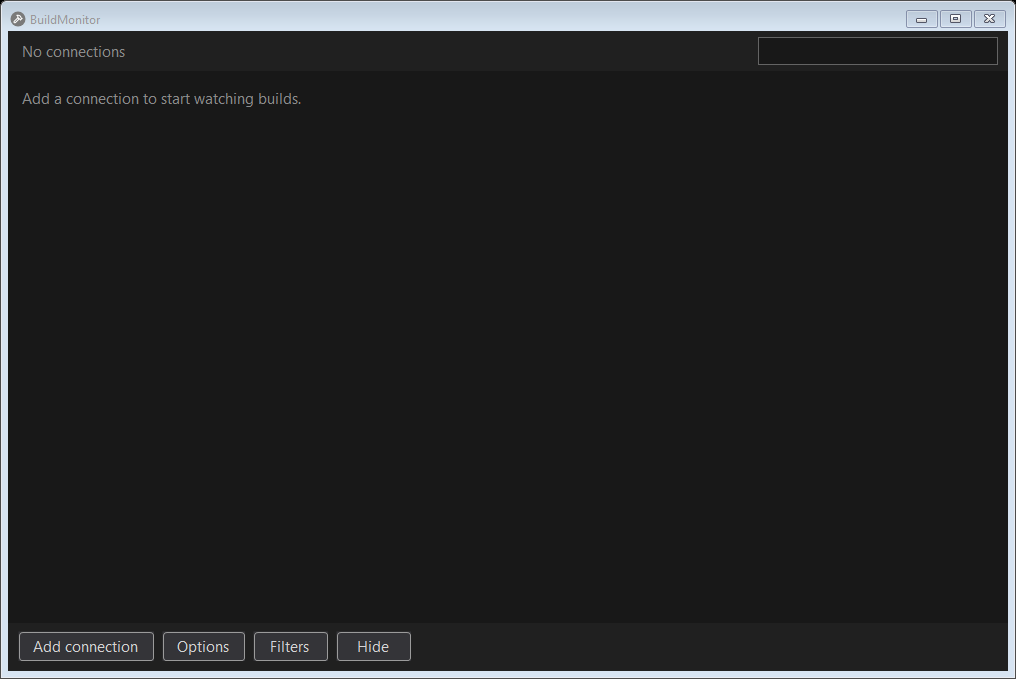 BuildMonitor
No connections
Add a connection to start watching builds.
Add connection
Options
Filters
Hide